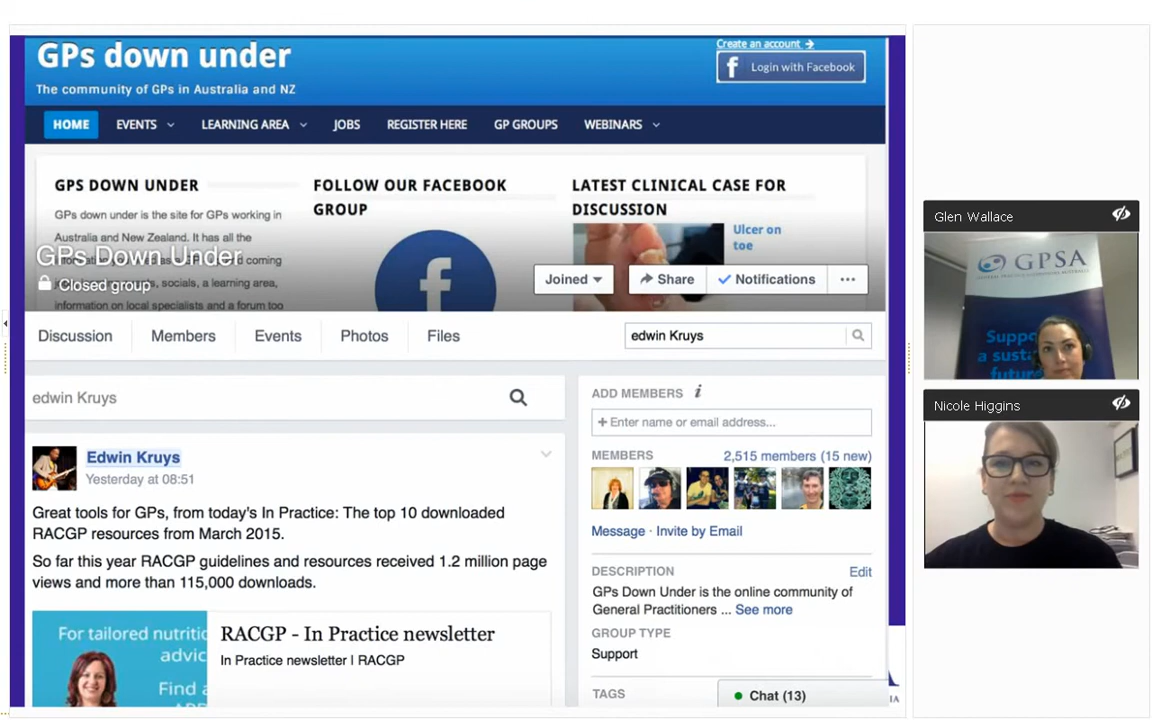 GPs down under
The community of GPs in Australia and NZ
Create an account →
f Login with Facebook
HOME EVENTS LEARNING AREA JOBS REGISTER HERE GP GROUPS WEBINARS
GPS DOWN UNDER
GPs down under is the site for GPs working in
Australia and New Zealand. It has all the
GPs Down Under
Closed group
information on local specialists and a forum too
FOLLOW OUR FACEBOOK
GROUP
f
LATEST CLINICAL CASE FOR
DISCUSSION
Ulcer on
toe
Joined Share Notifications ...
Discussion Members Events Photos Files
edwin Kruys
edwin Kruys
Edwin Kruys
Yesterday at 08:51
Great tools for GPs, from today's In Practice: The top 10 downloaded
RACGP resources from March 2015.
So far this year RACGP guidelines and resources received 1.2 million page
views and more than 115,000 downloads.
For tailored nutritic
advic
Find a
RACGP - In Practice newsletter
In Practice newsletter | RACGP
ADD MEMBERS i
+ Enter name or email address...
MEMBERS 2,515 members (15 new)
Message · Invite by Email
DESCRIPTION Edit
GPs Down Under is the online community of
General Practitioners ... See more
GROUP TYPE
Support
TAGS
Chat (13)
IA
Glen Wallace
GPSA
Suppo
a susta
future
Nicole Higgins